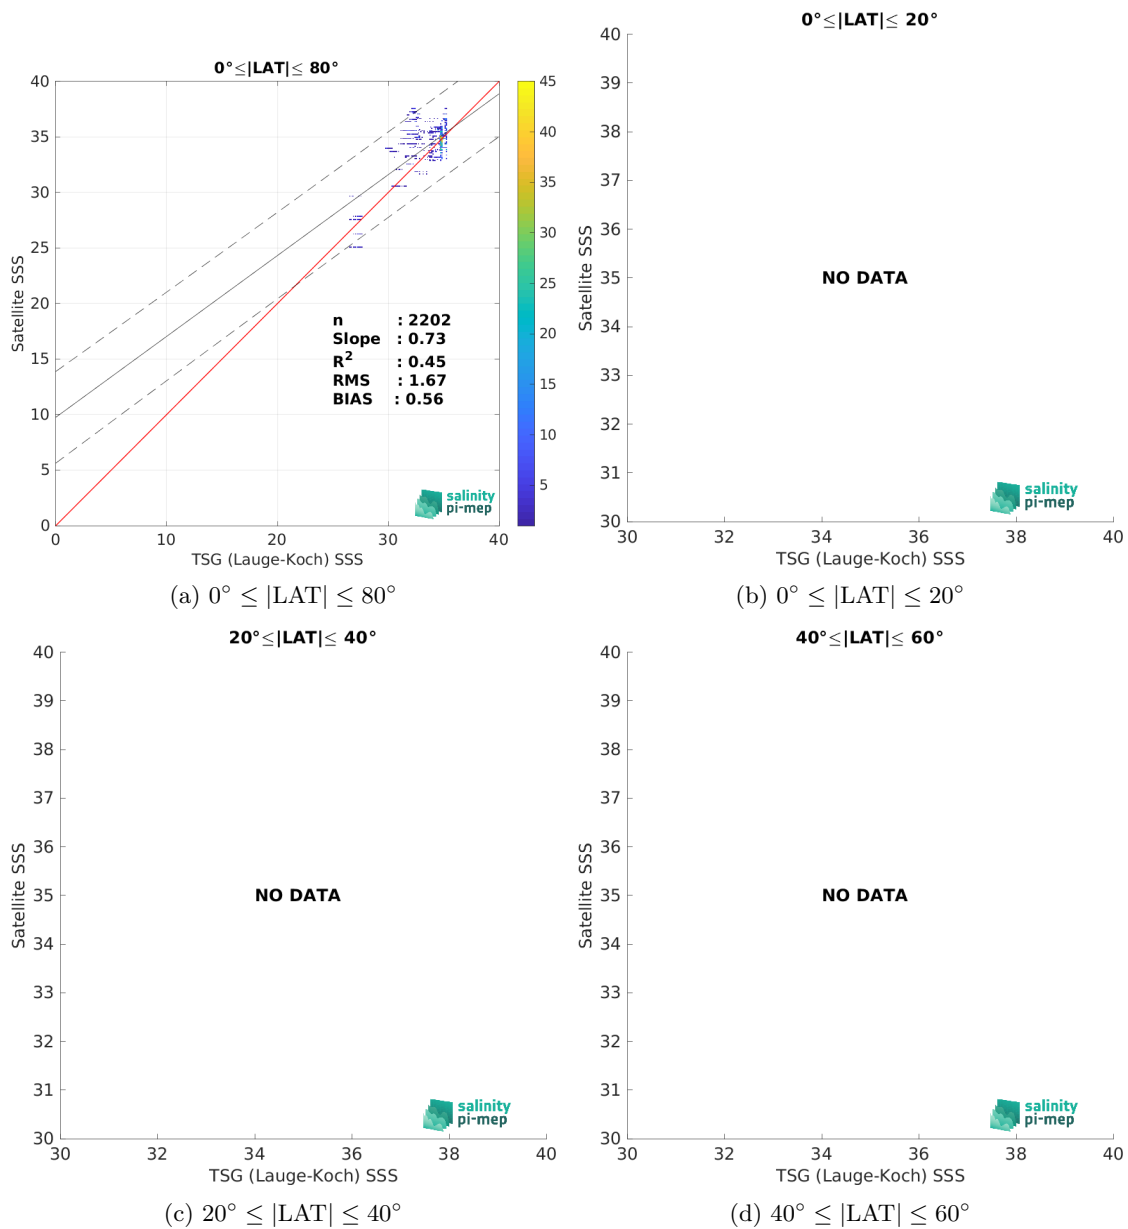 0°≤|LAT|≤ 80°
40
35
30
25
20
15
10
5
0
Satellite SSS
n : 2202
Slope : 0.73
R² : 0.45
RMS : 1.67
BIAS : 0.56
45
40
35
30
25
20
15
10
5
salinity
pi-mep
0 10 20 30 40
TSG (Lauge-Koch) SSS
(a) 0° ≤ |LAT| ≤ 80°
0°≤|LAT|≤ 20°
40
39
38
37
36
35
34
33
32
31
30
Satellite SSS
NO DATA
salinity
pi-mep
30 32 34 36 38 40
TSG (Lauge-Koch) SSS
(b) 0° ≤ |LAT| ≤ 20°
20°≤|LAT|≤ 40°
40
39
38
37
36
35
34
33
32
31
30
Satellite SSS
NO DATA
salinity
pi-mep
30 32 34 36 38 40
TSG (Lauge-Koch) SSS
(c) 20° ≤ |LAT| ≤ 40°
40°≤|LAT|≤ 60°
40
39
38
37
36
35
34
33
32
31
30
Satellite SSS
NO DATA
salinity
pi-mep
30 32 34 36 38 40
TSG (Lauge-Koch) SSS
(d) 40° ≤ |LAT| ≤ 60°